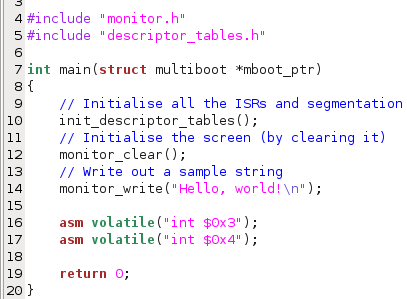 3
4 #include "monitor.h"
5 #include "descriptor_tables.h"
6
7 int main(struct multiboot *mboot_ptr)
8 {
9     // Initialise all the ISRs and segmentation
10     init_descriptor_tables();
11     // Initialise the screen (by clearing it)
12     monitor_clear();
13     // Write out a sample string
14     monitor_write("Hello, world!\n");
15
16     asm volatile("int $0x3");
17     asm volatile("int $0x4");
18
19     return 0;
20 }